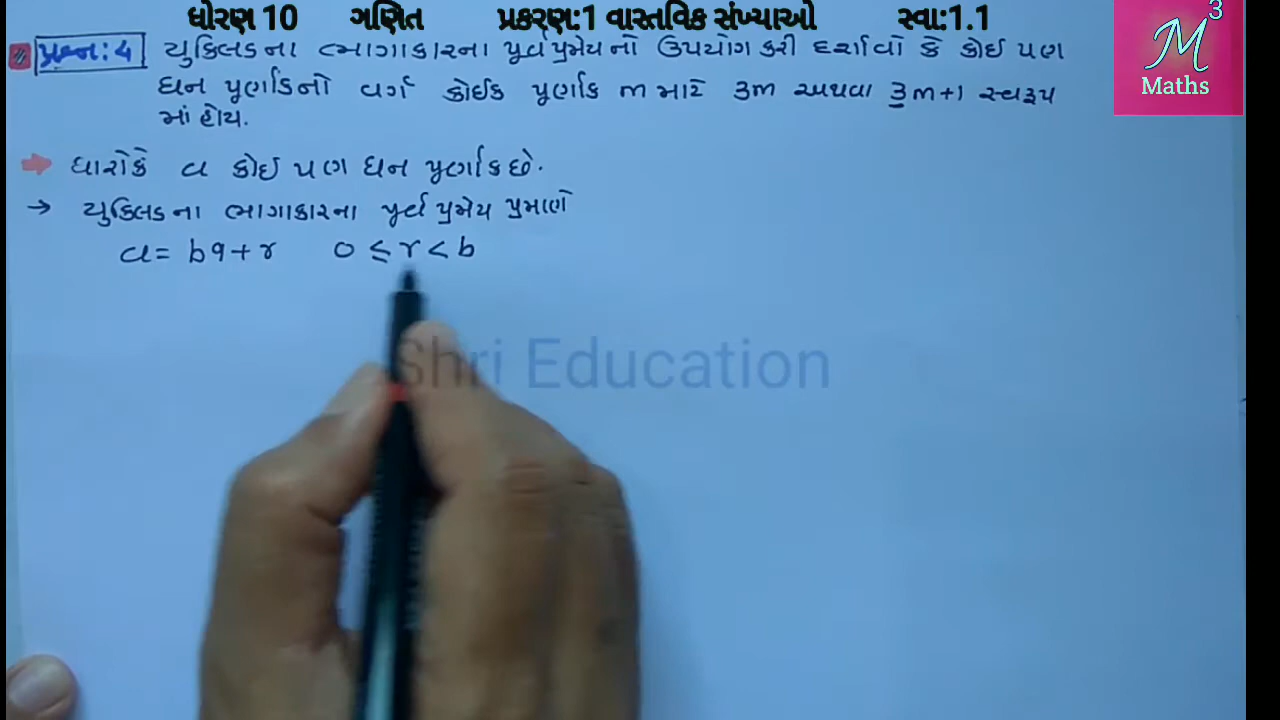 ધોરણ 10 ગણિત પ્રકરણ:1 વાસ્તવિક સંખ્યાઓ સ્વા:1.1
M3
Maths
પ્રશ્ન:4 યુક્લિડના ભાગાકારના પૂર્વપ્રમેયનો ઉપયોગ કરી દર્શાવો કે કોઈ પણ
ધન પૂર્ણાંકનો વર્ગ કોઈક પૂર્ણાંક m માટે 3m અથવા 3m+1 સ્વરૂપ
માં હોય.
ધારોકે a કોઈ પણ ધન પૂર્ણાંક છે.
→ યુક્લિડના ભાગાકારના પૂર્વ પ્રમેય પ્રમાણે
a = bq + r 0 ≤ r < b
Shri Education